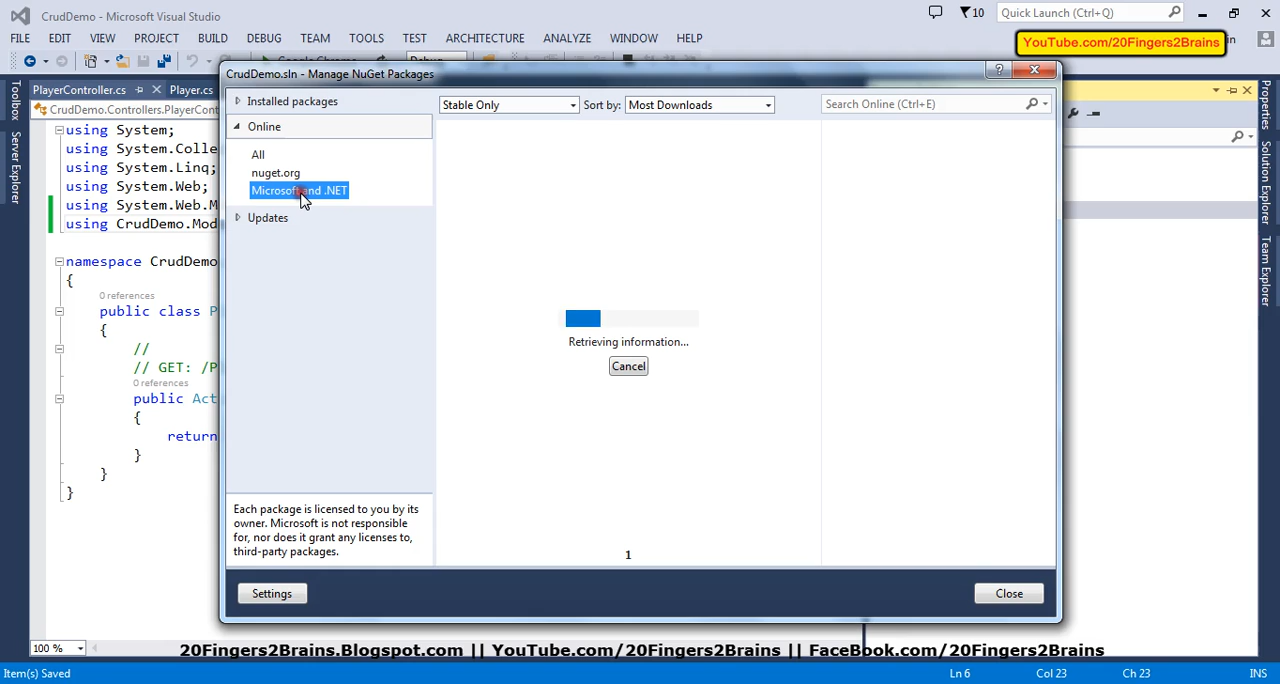 CrudDemo - Microsoft Visual Studio
10
Quick Launch (Ctrl+Q)
FILE EDIT VIEW PROJECT BUILD DEBUG TEAM TOOLS TEST ARCHITECTURE ANALYZE WINDOW HELP
YouTube.com/20Fingers2Brains
in
CrudDemo.sln - Manage NuGet Packages
PlayerController.cs
Player.cs
CrudDemo.Controllers.PlayerCont
Toolbox
Server Explorer
Properties
Solution Explorer
Team Explorer
Installed packages
Stable Only
Sort by: Most Downloads
Search Online (Ctrl+E)
Online
All
nuget.org
Microsoft and .NET
Updates
using System;
using System.Colle
using System.Linq;
using System.Web;
using System.Web.M
using CrudDemo.Mod
namespace CrudDemo
{
0 references
public class P
{
//
// GET: /P
0 references
public Act
{
return
}
}
}
Retrieving information...
Cancel
Each package is licensed to you by its
owner. Microsoft is not responsible
for, nor does it grant any licenses to,
third-party packages.
1
Settings
Close
100 %
20Fingers2Brains.Blogspot.com || YouTube.com/20Fingers2Brains || FaceBook.com/20Fingers2Brains
Item(s) Saved
Ln 6 Col 23 Ch 23 INS